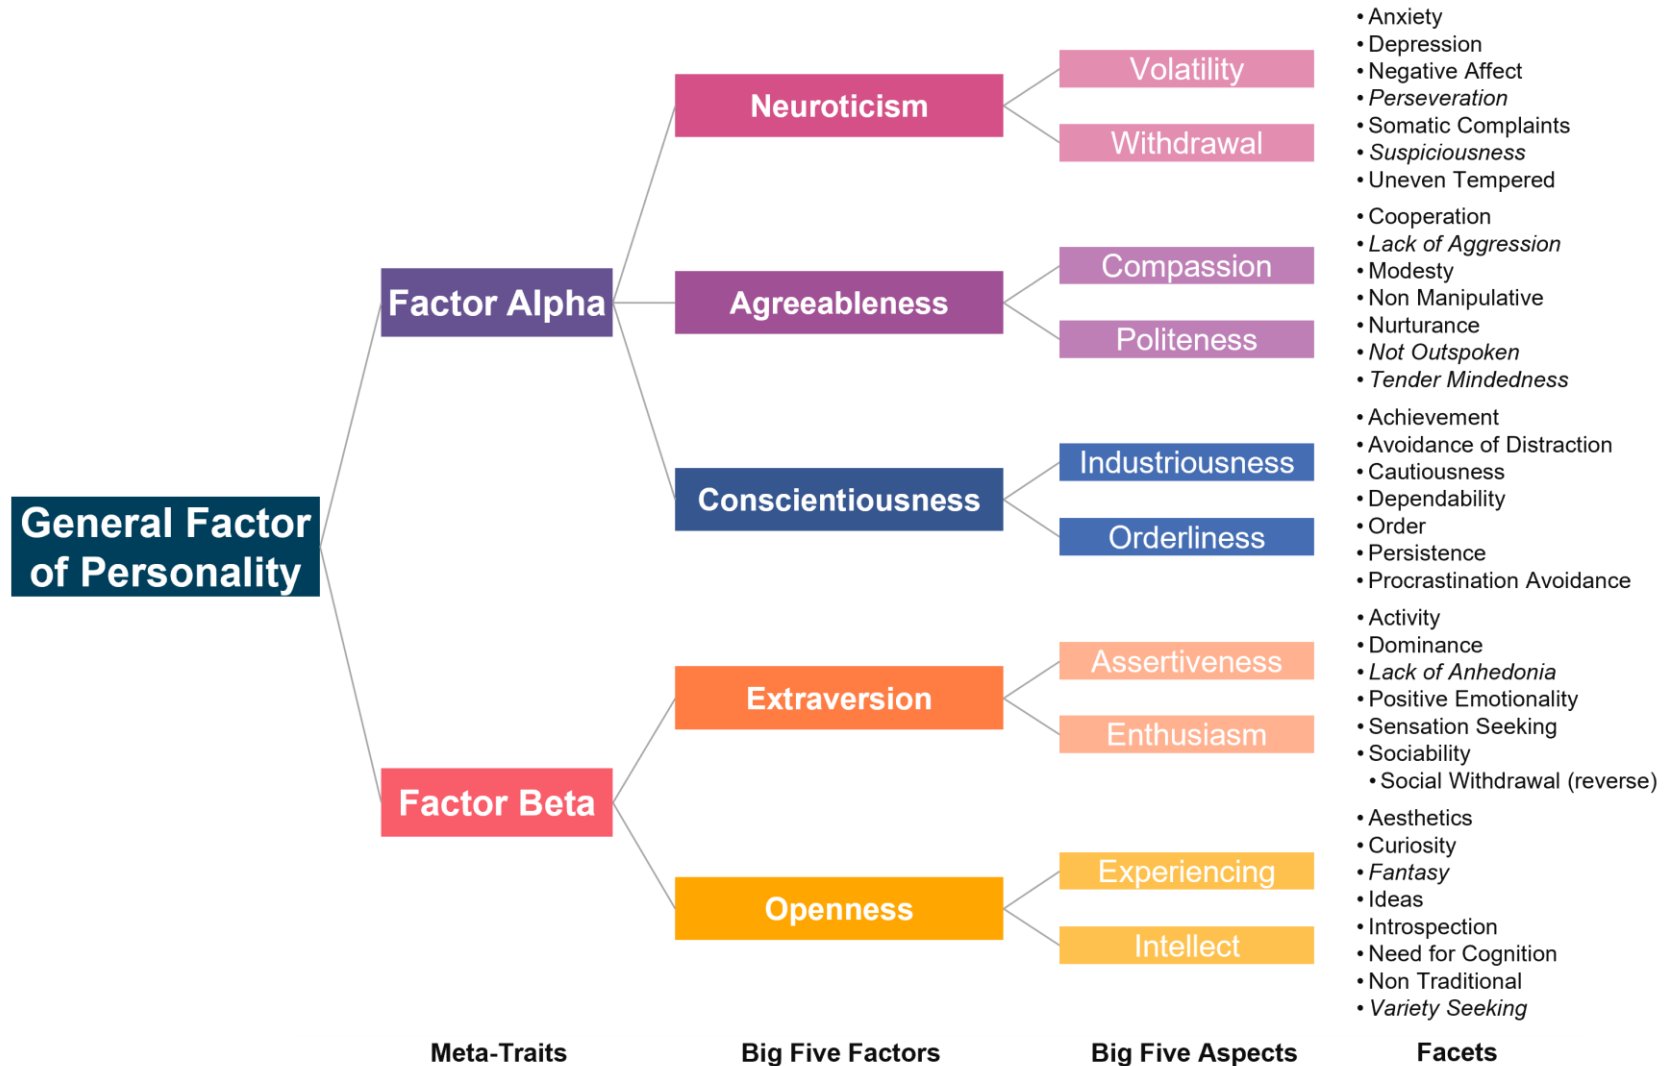 General Factor
of Personality
Factor Alpha
Factor Beta
Neuroticism
Agreeableness
Conscientiousness
Extraversion
Openness
Volatility
Withdrawal
Compassion
Politeness
Industriousness
Orderliness
Assertiveness
Enthusiasm
Experiencing
Intellect
• Anxiety
• Depression
• Negative Affect
• Perseveration
• Somatic Complaints
• Suspiciousness
• Uneven Tempered
• Cooperation
• Lack of Aggression
• Modesty
• Non Manipulative
• Nurturance
• Not Outspoken
• Tender Mindedness
• Achievement
• Avoidance of Distraction
• Cautiousness
• Dependability
• Order
• Persistence
• Procrastination Avoidance
• Activity
• Dominance
• Lack of Anhedonia
• Positive Emotionality
• Sensation Seeking
• Sociability
• Social Withdrawal (reverse)
• Aesthetics
• Curiosity
• Fantasy
• Ideas
• Introspection
• Need for Cognition
• Non Traditional
• Variety Seeking
Meta-Traits
Big Five Factors
Big Five Aspects
Facets